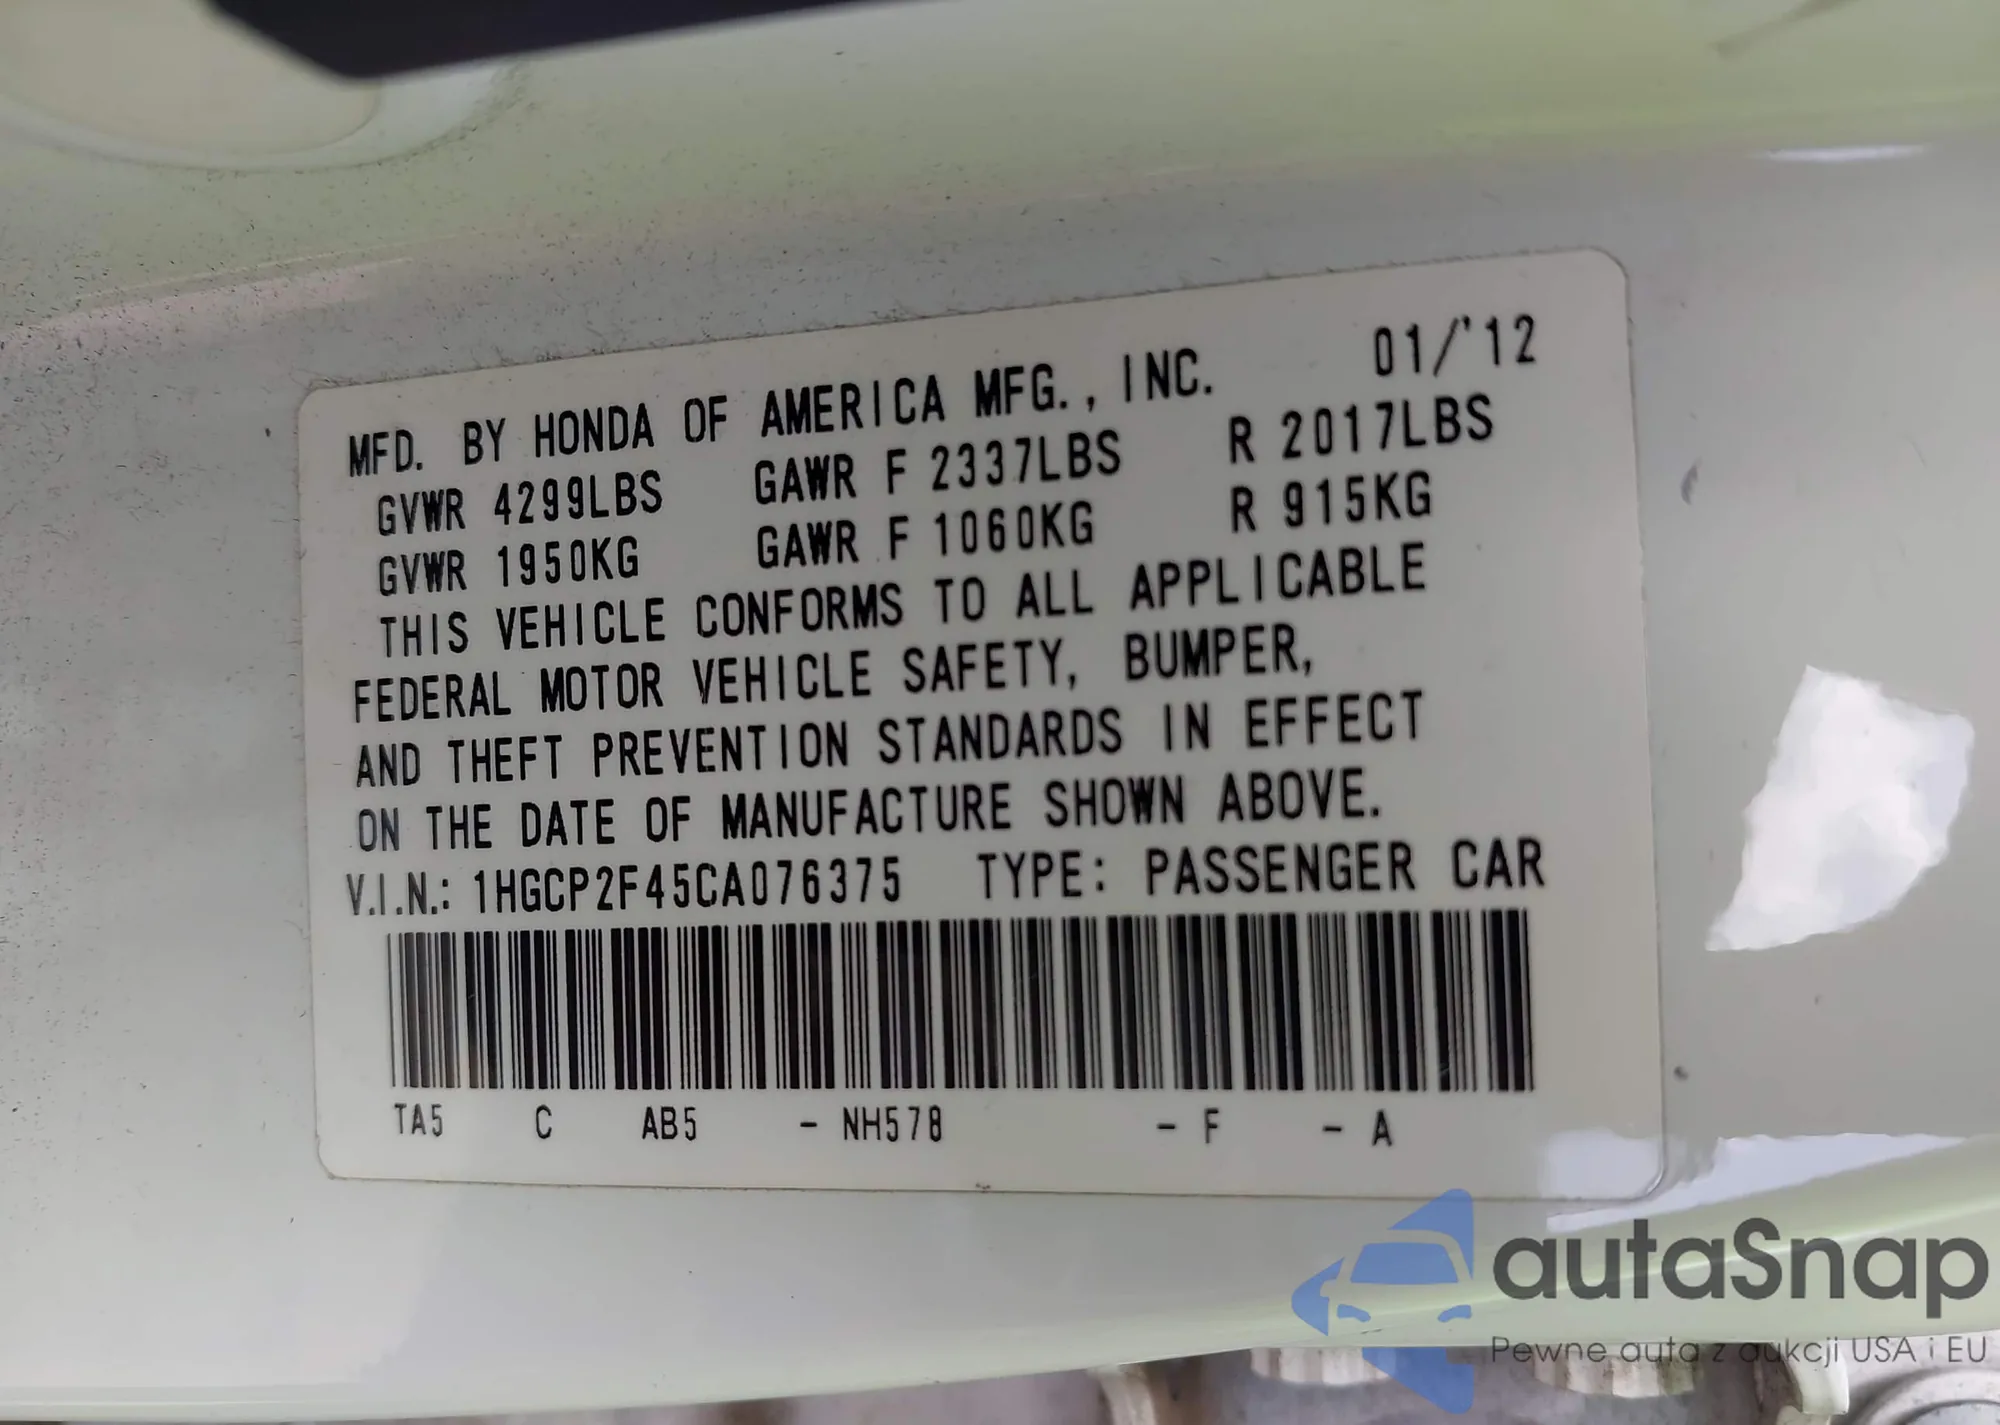 MFD. BY HONDA OF AMERICA MFG., INC. 01/'12
GVWR 4299LBS GAWR F 2337LBS R 2017LBS
GVWR 1950KG GAWR F 1060KG R 915KG
THIS VEHICLE CONFORMS TO ALL APPLICABLE
FEDERAL MOTOR VEHICLE SAFETY, BUMPER,
AND THEFT PREVENTION STANDARDS IN EFFECT
ON THE DATE OF MANUFACTURE SHOWN ABOVE.
V.I.N.: 1HGCP2F45CA076375 TYPE: PASSENGER CAR
TA5 C AB5 - NH578 - F - A
autaSnap
Pewne auta z aukcji USA i EU